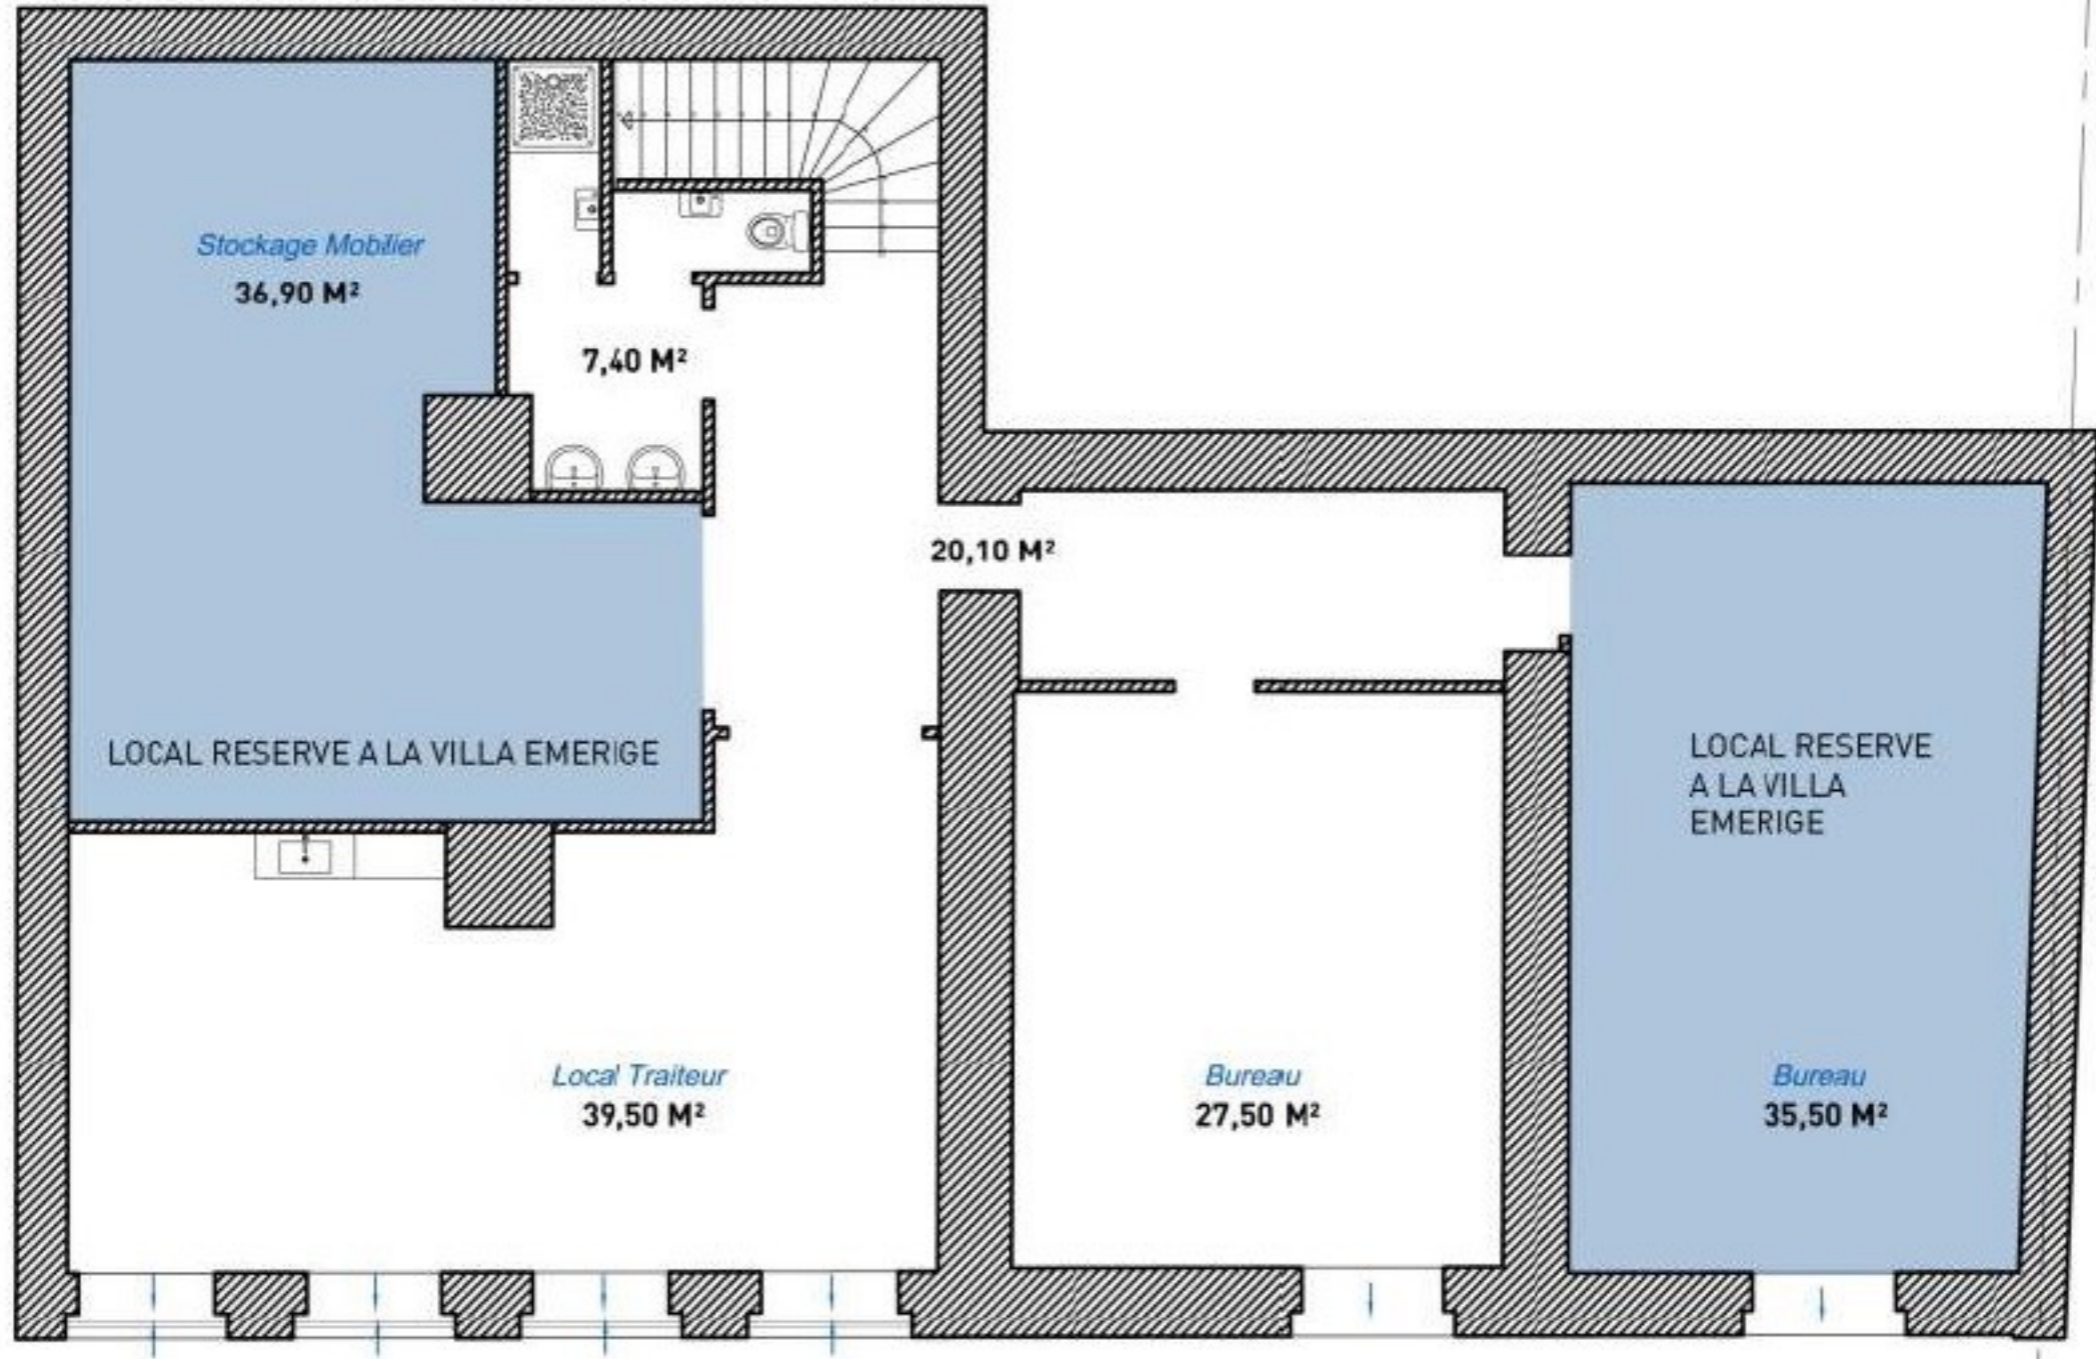 Stockage Mobilier
36,90 M²
7,40 M²
20,10 M²
LOCAL RESERVE A LA VILLA EMERIGE
LOCAL RESERVE
A LA VILLA
EMERIGE
Local Traiteur
39,50 M²
Bureau
27,50 M²
Bureau
35,50 M²